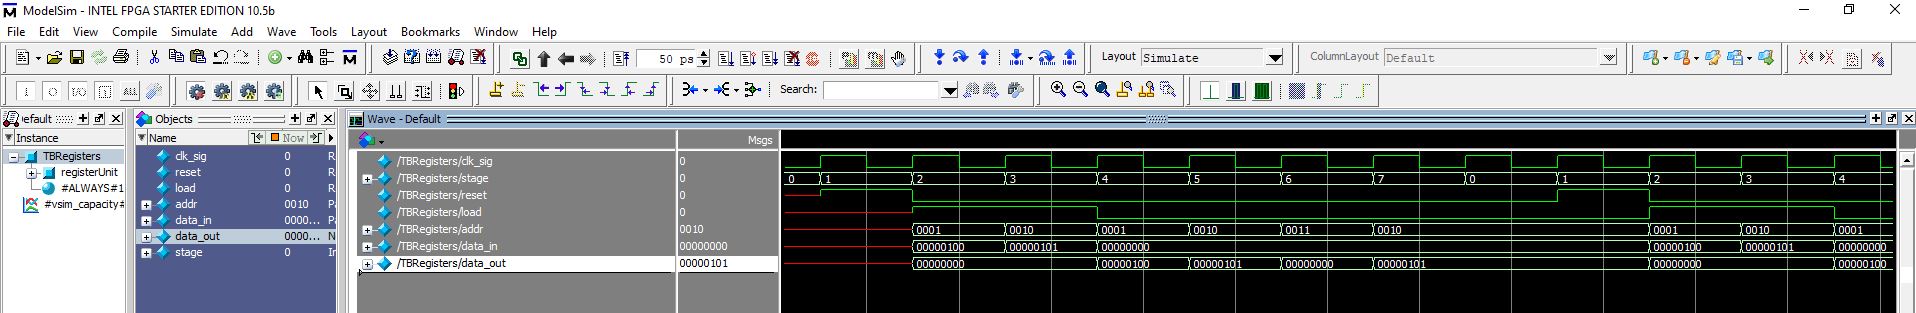 ModelSim - INTEL FPGA STARTER EDITION 10.5b
File Edit View Compile Simulate Add Wave Tools Layout Bookmarks Window Help
50 ps Layout Simulate ColumnLayout Default
ALL Search:
Default
Instance
TBRegisters
registerUnit
#ALWAYS#1
#vsim_capacity#
Objects
Name Now
clk_sig 0 R
reset 0 R
load 0 R
addr 0010 P
data_in 0000... P
data_out 0000... N
stage 0 Ir
Wave - Default
Msgs
/TBRegisters/clk_sig 0
/TBRegisters/stage 0 0 1 2 3 4 5 6 7 0 1 2 3 4
/TBRegisters/reset 0
/TBRegisters/load 0
/TBRegisters/addr 0010 0001 0010 0001 0010 0011 0010 0001 0010 0001
/TBRegisters/data_in 00000000 00000100 00000101 00000000 00000100 00000101 00000000
/TBRegisters/data_out 00000101 00000000 00000100 00000101 00000000 00000101 00000000 00000100